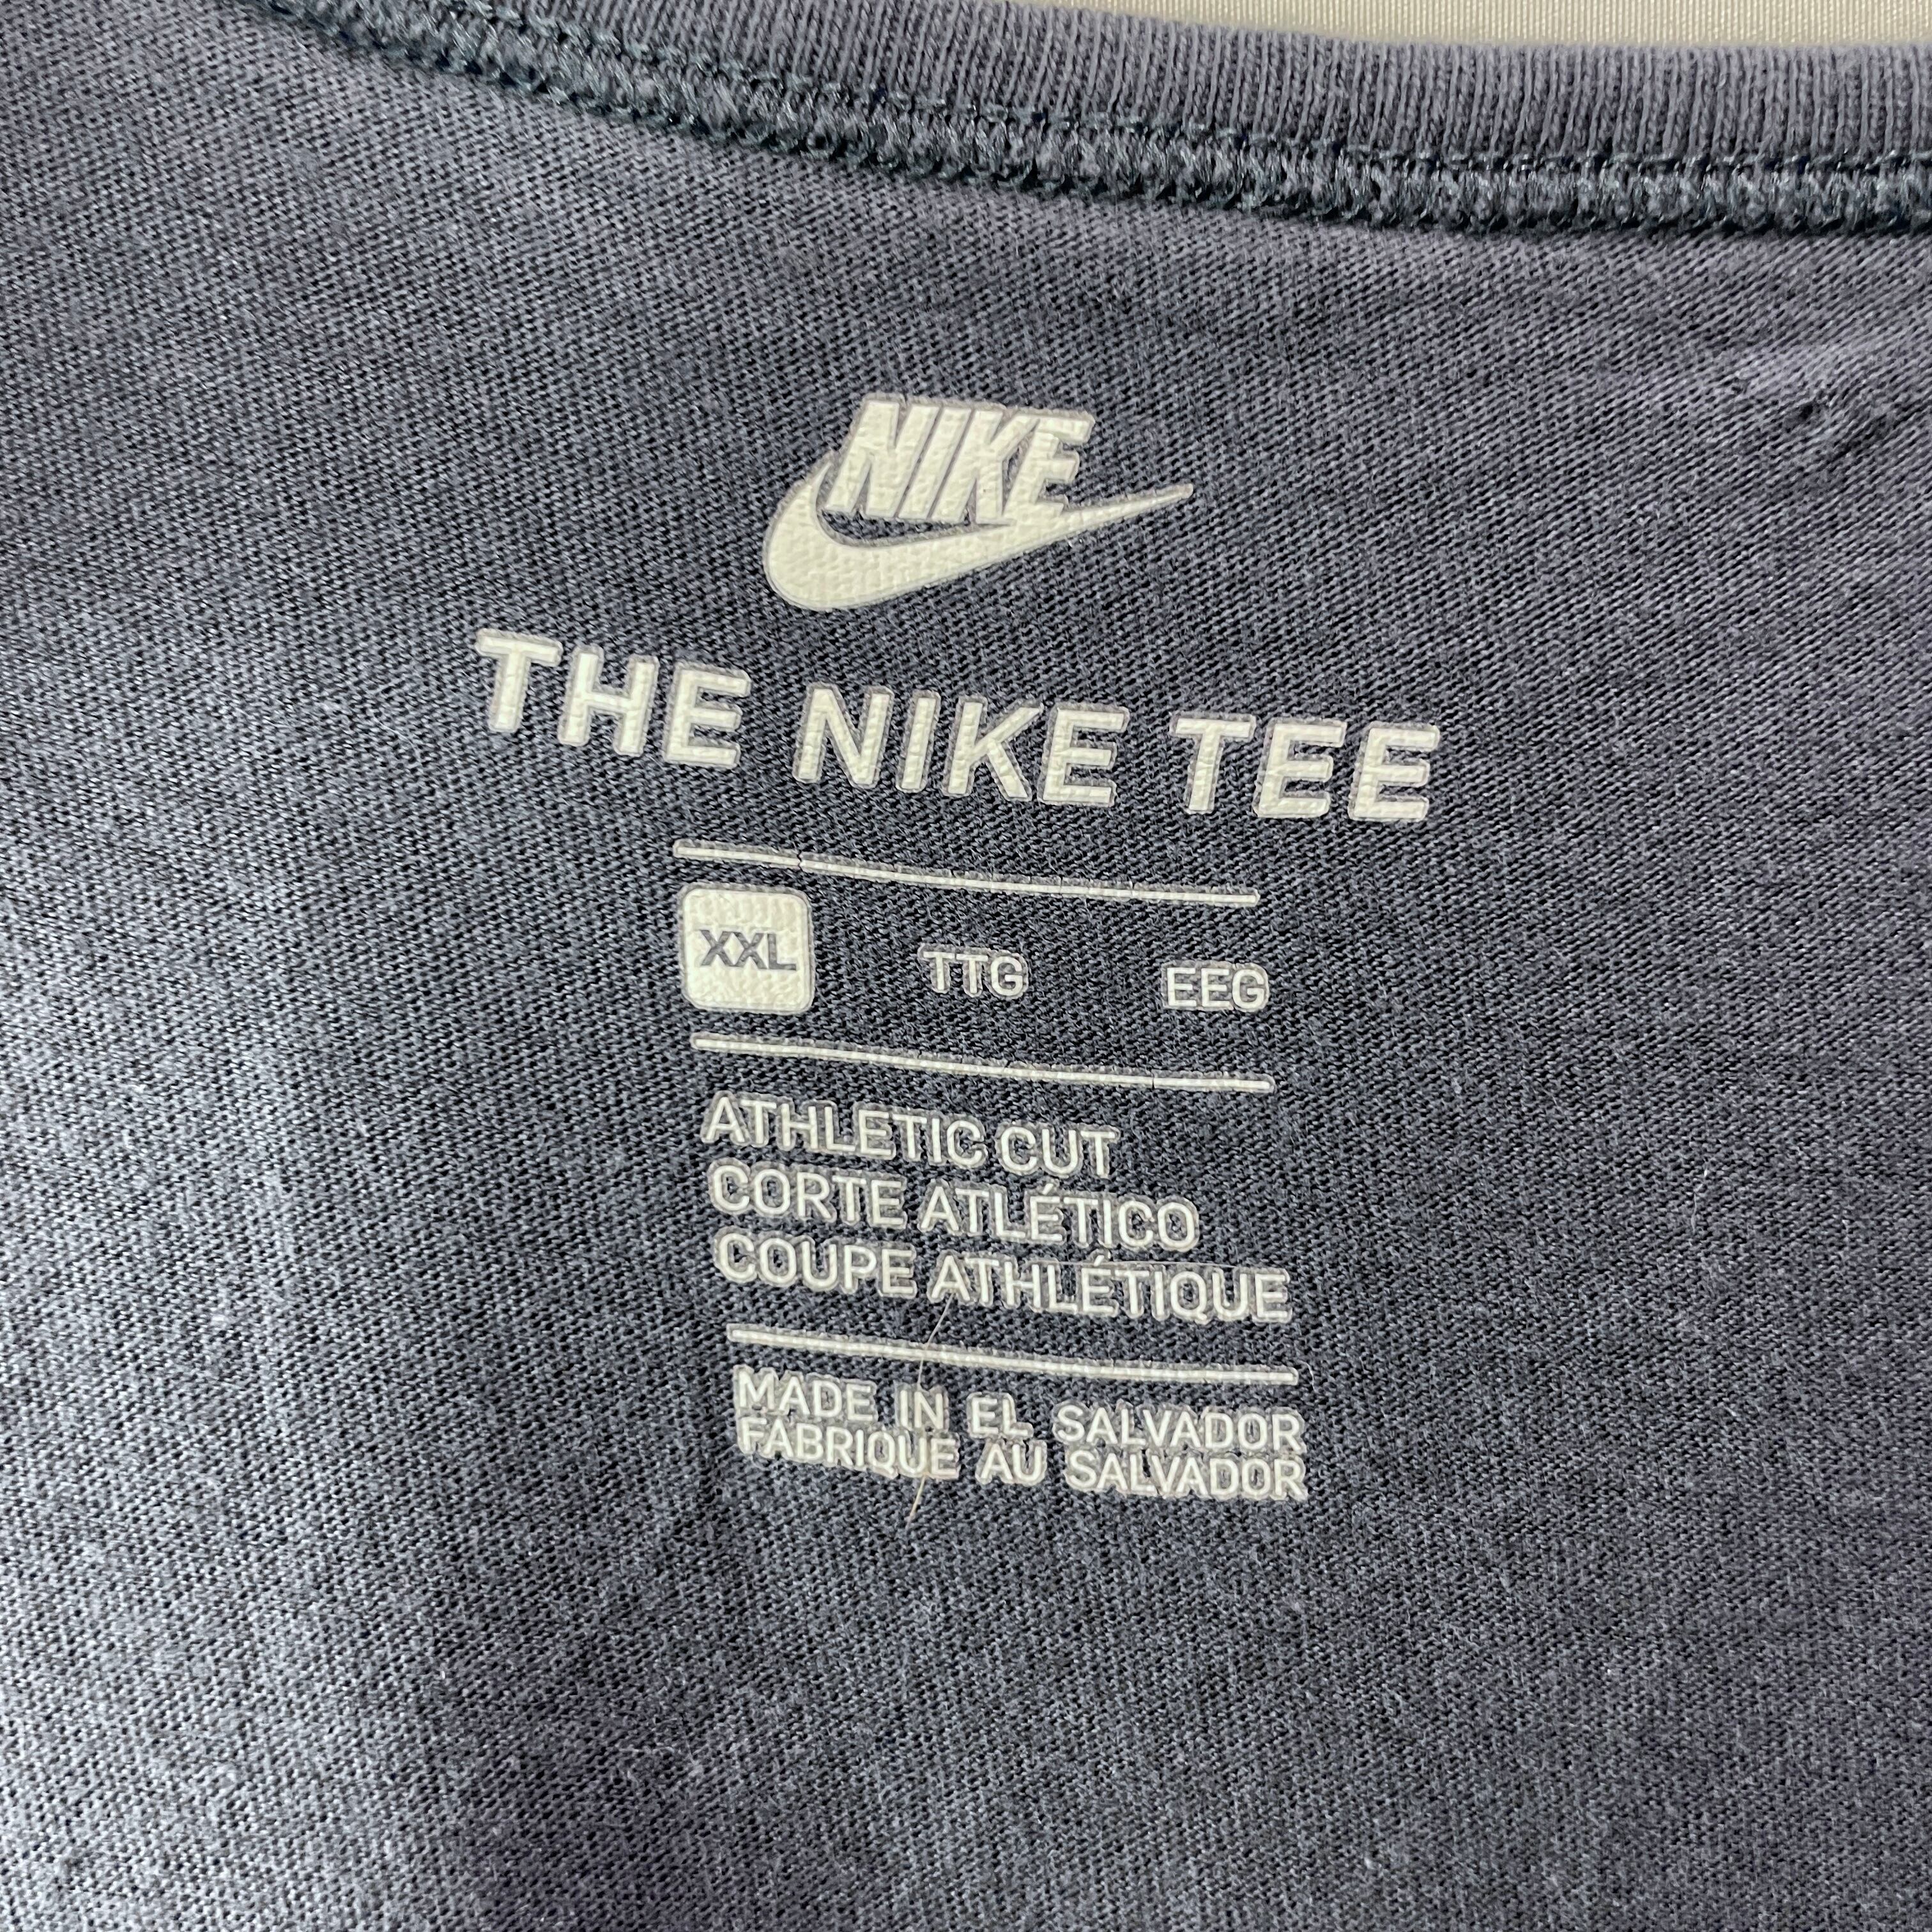 NIKE
THE NIKE TEE
XXL TTG EEG
ATHLETIC CUT
CORTE ATLÉTICO
COUPE ATHLÉTIQUE
MADE IN EL SALVADOR
FABRIQUE AU SALVADOR